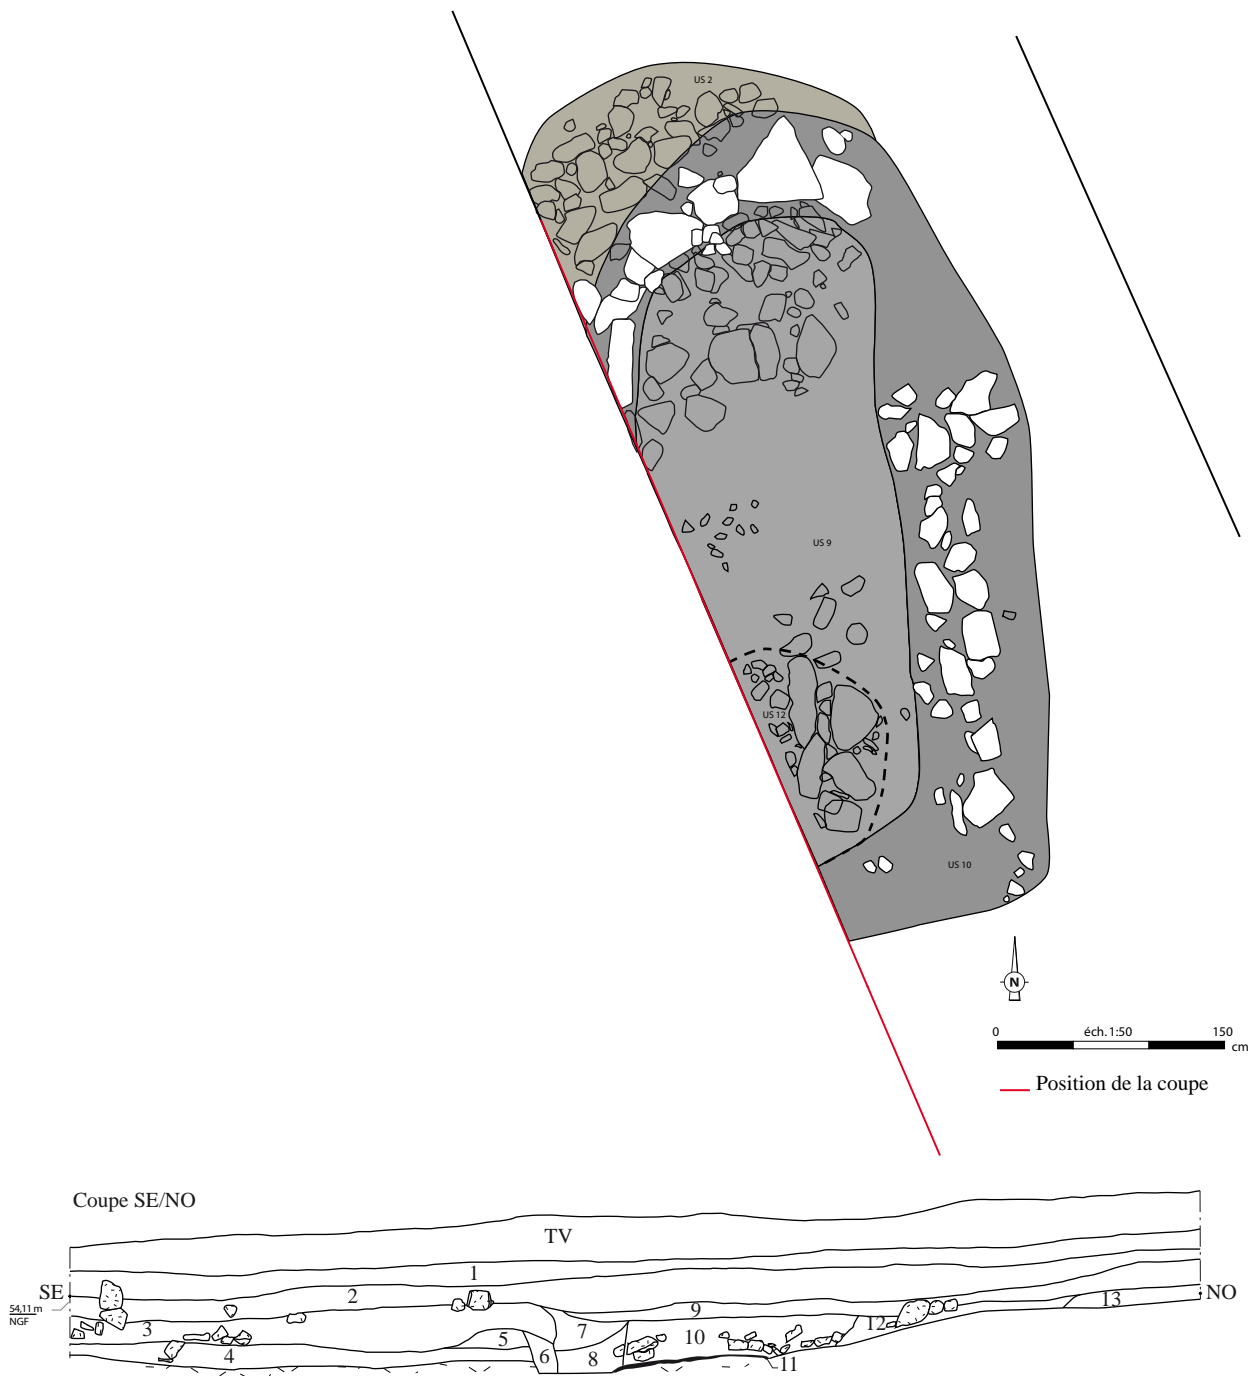 US 2
US 9
US 12
US 10
N
0 éch. 1:50 150
cm
Position de la coupe
Coupe SE/NO
TV
1
SE
2
NO
54,11 m
NGF
3
4
5
6
7
8
9
10
11
12
13